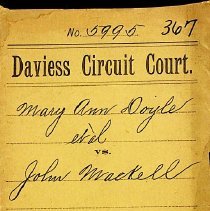 No. 5995. 367
Daviess Circuit Court.
Mary Ann Doyle
et al
vs.
John Mackell